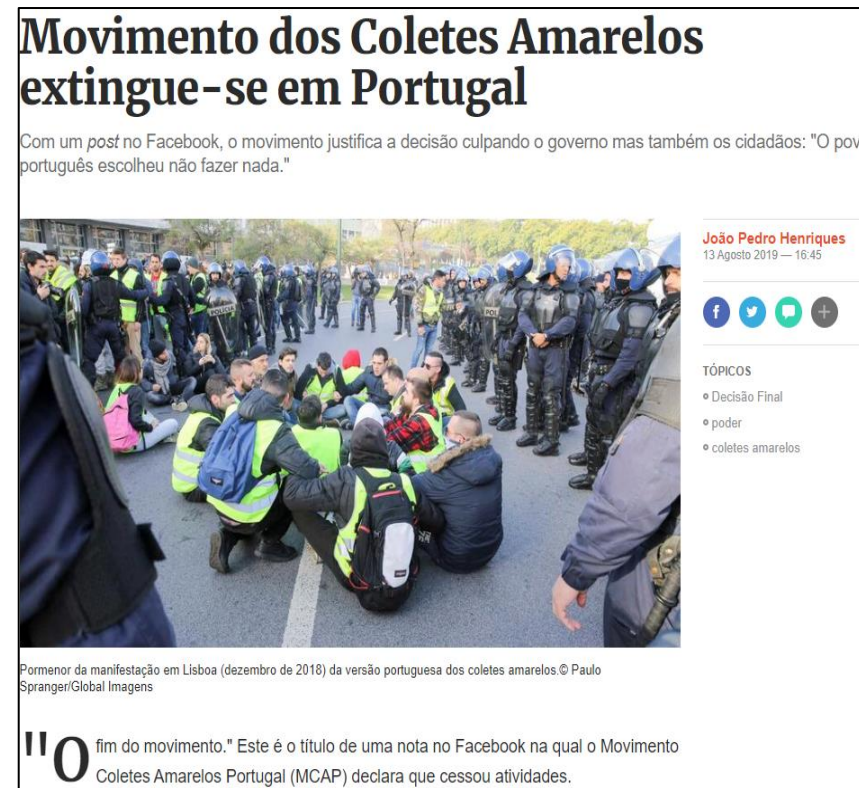 Movimento dos Coletes Amarelos
extingue-se em Portugal
Com um post no Facebook, o movimento justifica a decisão culpando o governo mas também os cidadãos: "O pov
português escolheu não fazer nada."
João Pedro Henriques
13 Agosto 2019 — 16:45
TÓPICOS
Decisão Final
poder
coletes amarelos
POLÍCIA
POL
Pormenor da manifestação em Lisboa (dezembro de 2018) da versão portuguesa dos coletes amarelos.© Paulo
Spranger/Global Imagens
"O fim do movimento." Este é o título de uma nota no Facebook na qual o Movimento
Coletes Amarelos Portugal (MCAP) declara que cessou atividades.